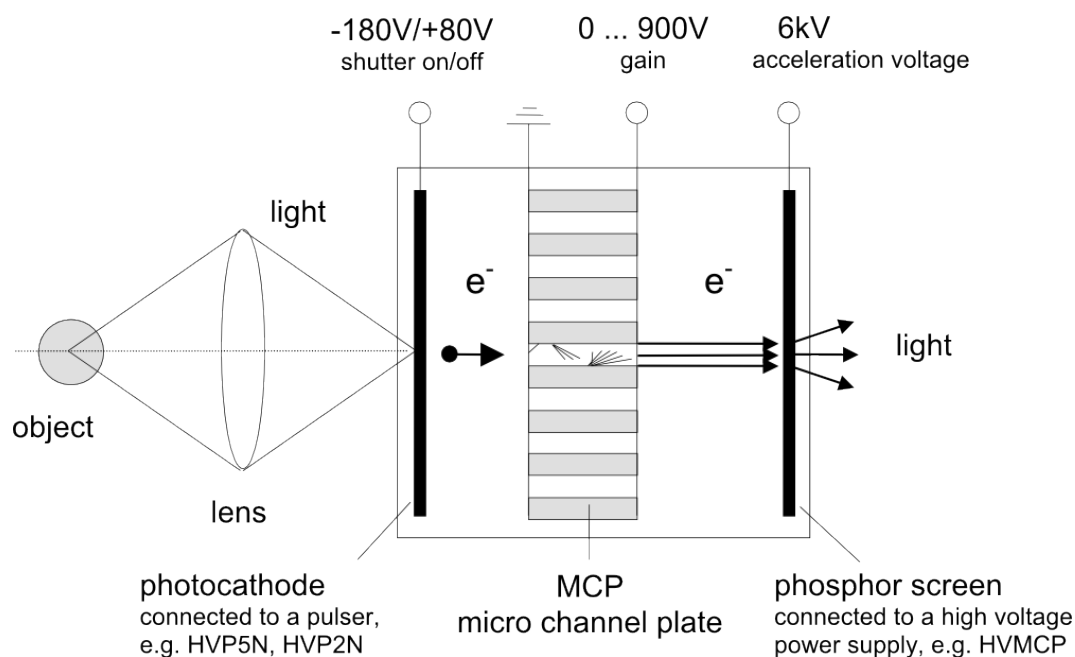 -180V/+80V
shutter on/off
0 ... 900V
gain
6kV
acceleration voltage
light
e-
e-
light
object
lens
photocathode
connected to a pulser,
e.g. HVP5N, HVP2N
MCP
micro channel plate
phosphor screen
connected to a high voltage
power supply, e.g. HVMCP